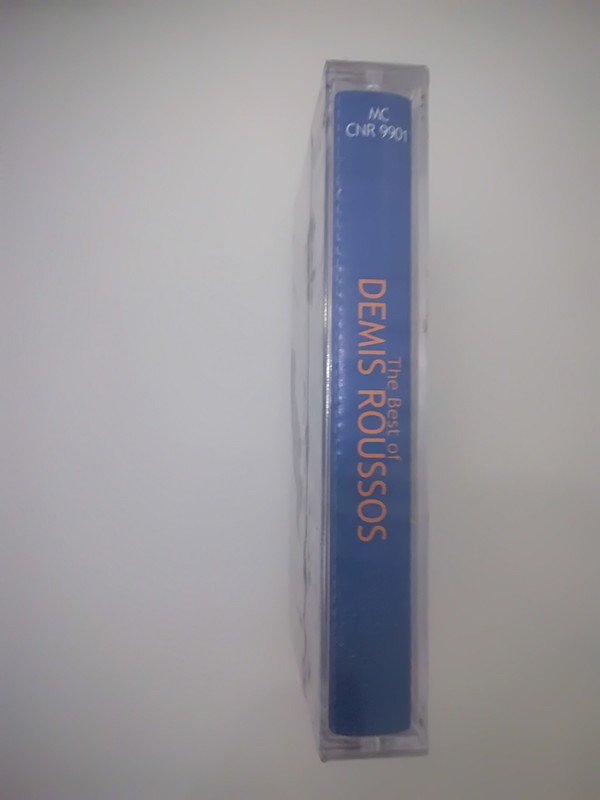 MC
CNR 9901
The Best of
DEMIS ROUSSOS